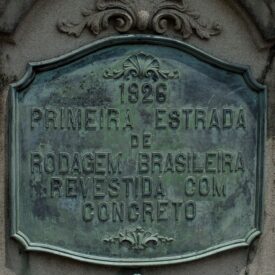 1926
PRIMEIRA ESTRADA
DE
RODAGEM BRASILEIRA
REVESTIDA COM
CONCRETO